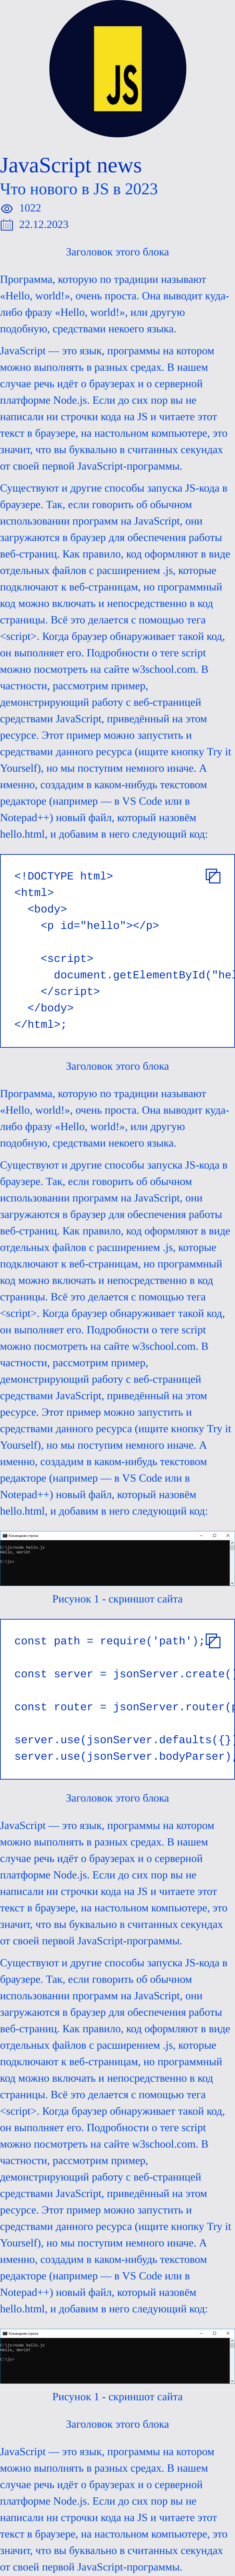 JS
JavaScript news
Что нового в JS в 2023
1022
22.12.2023
Заголовок этого блока
Программа, которую по традиции называют
«Hello, world!», очень проста. Она выводит куда-
либо фразу «Hello, world!», или другую
подобную, средствами некоего языка.
JavaScript — это язык, программы на котором
можно выполнять в разных средах. В нашем
случае речь идёт о браузерах и о серверной
платформе Node.js. Если до сих пор вы не
написали ни строчки кода на JS и читаете этот
текст в браузере, на настольном компьютере, это
значит, что вы буквально в считанных секундах
от своей первой JavaScript-программы.
Существуют и другие способы запуска JS-кода в
браузере. Так, если говорить об обычном
использовании программ на JavaScript, они
загружаются в браузер для обеспечения работы
веб-страниц. Как правило, код оформляют в виде
отдельных файлов с расширением .js, которые
подключают к веб-страницам, но программный
код можно включать и непосредственно в код
страницы. Всё это делается с помощью тега
<script>. Когда браузер обнаруживает такой код,
он выполняет его. Подробности о теге script
можно посмотреть на сайте w3school.com. В
частности, рассмотрим пример,
демонстрирующий работу с веб-страницей
средствами JavaScript, приведённый на этом
ресурсе. Этот пример можно запустить и
средствами данного ресурса (ищите кнопку Try it
Yourself), но мы поступим немного иначе. А
именно, создадим в каком-нибудь текстовом
редакторе (например — в VS Code или в
Notepad++) новый файл, который назовём
hello.html, и добавим в него следующий код:
<!DOCTYPE html>
<html>
<body>
<p id="hello"></p>
<script>
document.getElementById("hel
</script>
</body>
</html>;
Заголовок этого блока
Программа, которую по традиции называют
«Hello, world!», очень проста. Она выводит куда-
либо фразу «Hello, world!», или другую
подобную, средствами некоего языка.
Существуют и другие способы запуска JS-кода в
браузере. Так, если говорить об обычном
использовании программ на JavaScript, они
загружаются в браузер для обеспечения работы
веб-страниц. Как правило, код оформляют в виде
отдельных файлов с расширением .js, которые
подключают к веб-страницам, но программный
код можно включать и непосредственно в код
страницы. Всё это делается с помощью тега
<script>. Когда браузер обнаруживает такой код,
он выполняет его. Подробности о теге script
можно посмотреть на сайте w3school.com. В
частности, рассмотрим пример,
демонстрирующий работу с веб-страницей
средствами JavaScript, приведённый на этом
ресурсе. Этот пример можно запустить и
средствами данного ресурса (ищите кнопку Try it
Yourself), но мы поступим немного иначе. А
именно, создадим в каком-нибудь текстовом
редакторе (например — в VS Code или в
Notepad++) новый файл, который назовём
hello.html, и добавим в него следующий код:
Командная строка
C:\js>node hello.js
Hello, World!
C:\js>
Рисунок 1 - скриншот сайта
const path = require('path');
const server = jsonServer.create()
const router = jsonServer.router(p
server.use(jsonServer.defaults({})
server.use(jsonServer.bodyParser);
Заголовок этого блока
JavaScript — это язык, программы на котором
можно выполнять в разных средах. В нашем
случае речь идёт о браузерах и о серверной
платформе Node.js. Если до сих пор вы не
написали ни строчки кода на JS и читаете этот
текст в браузере, на настольном компьютере, это
значит, что вы буквально в считанных секундах
от своей первой JavaScript-программы.
Существуют и другие способы запуска JS-кода в
браузере. Так, если говорить об обычном
использовании программ на JavaScript, они
загружаются в браузер для обеспечения работы
веб-страниц. Как правило, код оформляют в виде
отдельных файлов с расширением .js, которые
подключают к веб-страницам, но программный
код можно включать и непосредственно в код
страницы. Всё это делается с помощью тега
<script>. Когда браузер обнаруживает такой код,
он выполняет его. Подробности о теге script
можно посмотреть на сайте w3school.com. В
частности, рассмотрим пример,
демонстрирующий работу с веб-страницей
средствами JavaScript, приведённый на этом
ресурсе. Этот пример можно запустить и
средствами данного ресурса (ищите кнопку Try it
Yourself), но мы поступим немного иначе. А
именно, создадим в каком-нибудь текстовом
редакторе (например — в VS Code или в
Notepad++) новый файл, который назовём
hello.html, и добавим в него следующий код:
Командная строка
C:\js>node hello.js
Hello, World!
C:\js>
Рисунок 1 - скриншот сайта
Заголовок этого блока
JavaScript — это язык, программы на котором
можно выполнять в разных средах. В нашем
случае речь идёт о браузерах и о серверной
платформе Node.js. Если до сих пор вы не
написали ни строчки кода на JS и читаете этот
текст в браузере, на настольном компьютере, это
значит, что вы буквально в считанных секундах
от своей первой JavaScript-программы.